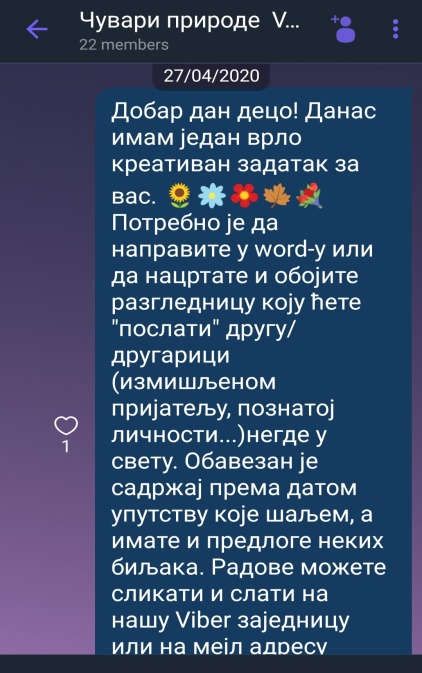 Чувари природе V...
22 members
27/04/2020
Добар дан децо! Данас
имам један врло
креативан задатак за
вас. 🌻🌼🌺🍁💐
Потребно је да
направите у word-у или
да нацртате и обојите
разгледницу коју ћете
"послати" другу/
другарици
(измишљеном
пријатељу, познатој
личности...)негде у
свету. Обавезан је
садржај према датом
упутству које шаљем, а
имате и предлоге неких
биљака. Радове можете
сликати и слати на
нашу Viber заједницу
или на мејл адресу
1